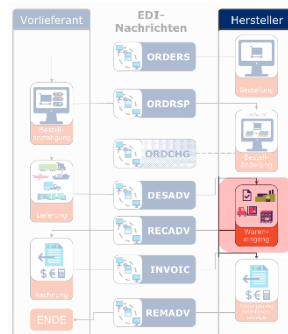 Vorlieferant
EDI-
Nachrichten
Hersteller
ORDERS
Bestellung
ORDRSP
Bestell-
ORDCHG
Bestell-
änderung
DESADV
Lieferung
Waren-
eingang
RECADV
INVOIC
Rechnung
$€
$€
ENDE
REMADV